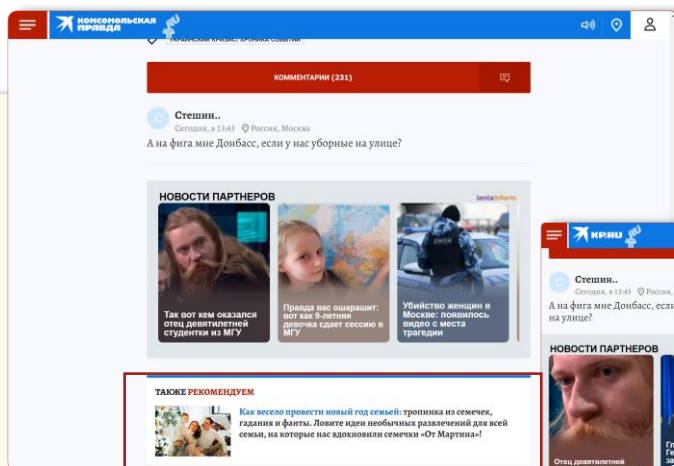 КОМСОМОЛЬСКАЯ
ПРАВДА
УКРАИНСКИЙ КРИЗИС: ХРОНИКА СОБЫТИЙ
КОММЕНТАРИИ (231)
С
Стешин..
Сегодня, в 13:43 Россия, Москва
А на фига мне Донбасс, если у нас уборные на улице?
НОВОСТИ ПАРТНЕРОВ
lentainform
Так вот кем оказался
отец девятилетней
студентки из МГУ
Правда вас ошарашит:
вот как 9-летняя
девочка сдает сессию в
МГУ
Убийство женщин в
Москве: появилось
видео с места
трагедии
ТАКЖЕ РЕКОМЕНДУЕМ
Как весело провести новый год семьей: тропинка из семечек,
гадания и фанты. Ловите идеи необычных развлечений для всей
семьи, на которые нас вдохновили семечки «От Мартина»!
KP.RU
С
Стешин..
Сегодня, в 13:43 Россия,
А на фига мне Донбасс, если
на улице?
НОВОСТИ ПАРТНЕРОВ
Отец девятилетней